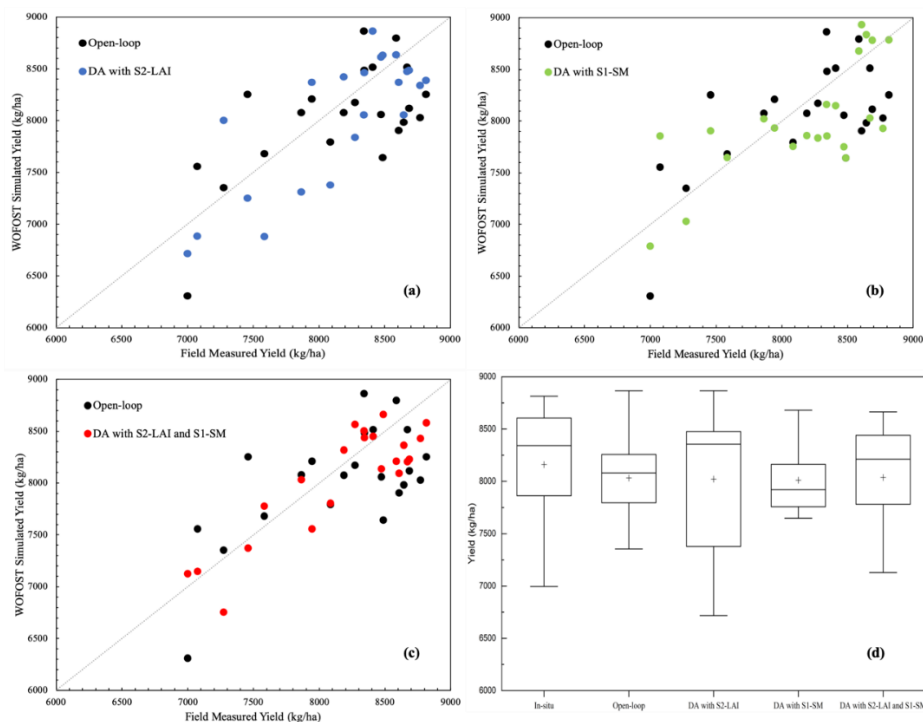 9000
8500
8000
7500
7000
6500
6000
WOFOST Simulated Yield (kg/ha)
Open-loop
DA with S2-LAI
(a)
6000 6500 7000 7500 8000 8500 9000
Field Measured Yield (kg/ha)
9000
8500
8000
7500
7000
6500
6000
WOFOST Simulated Yield (kg/ha)
Open-loop
DA with S1-SM
(b)
6000 6500 7000 7500 8000 8500 9000
Field Measured Yield (kg/ha)
9000
8500
8000
7500
7000
6500
6000
WOFOST Simulated Yield (kg/ha)
Open-loop
DA with S2-LAI and S1-SM
(c)
6000 6500 7000 7500 8000 8500 9000
Field Measured Yield (kg/ha)
9000
8500
8000
7500
7000
6500
6000
Yield (kg/ha)
(d)
In-situ Open-loop DA with S2-LAI DA with S1-SM DA with S2-LAI and S1-SM